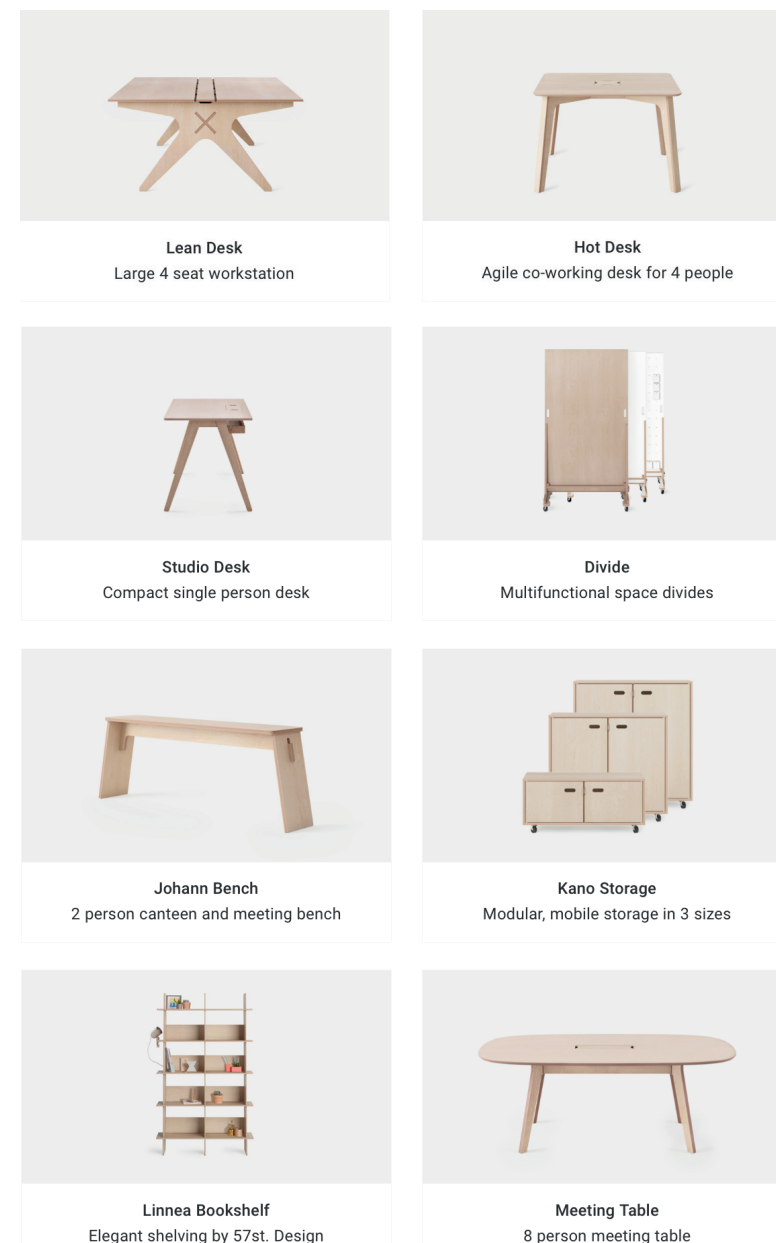 Lean Desk
Large 4 seat workstation
Hot Desk
Agile co-working desk for 4 people
Studio Desk
Compact single person desk
Divide
Multifunctional space divides
Johann Bench
2 person canteen and meeting bench
Kano Storage
Modular, mobile storage in 3 sizes
Linnea Bookshelf
Elegant shelving by 57st. Design
Meeting Table
8 person meeting table